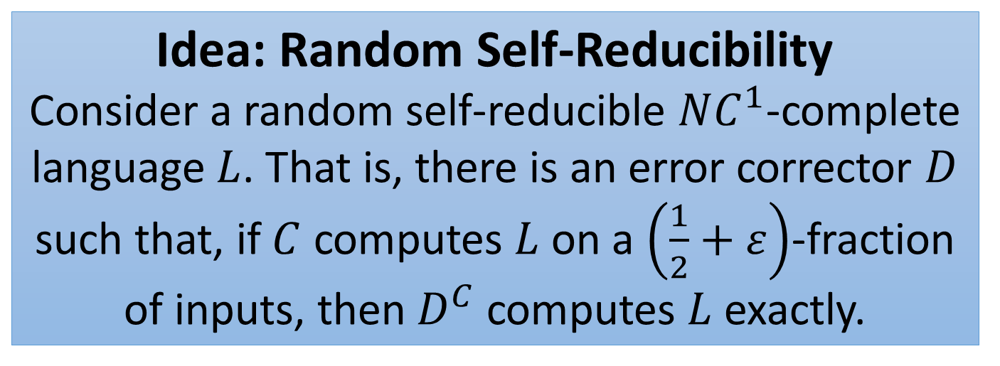 Idea: Random Self-Reducibility
Consider a random self-reducible $NC^1$-complete
language $L$. That is, there is an error corrector $D$
such that, if $C$ computes $L$ on a $\left(\frac{1}{2} + \varepsilon\right)$-fraction
of inputs, then $D^C$ computes $L$ exactly.